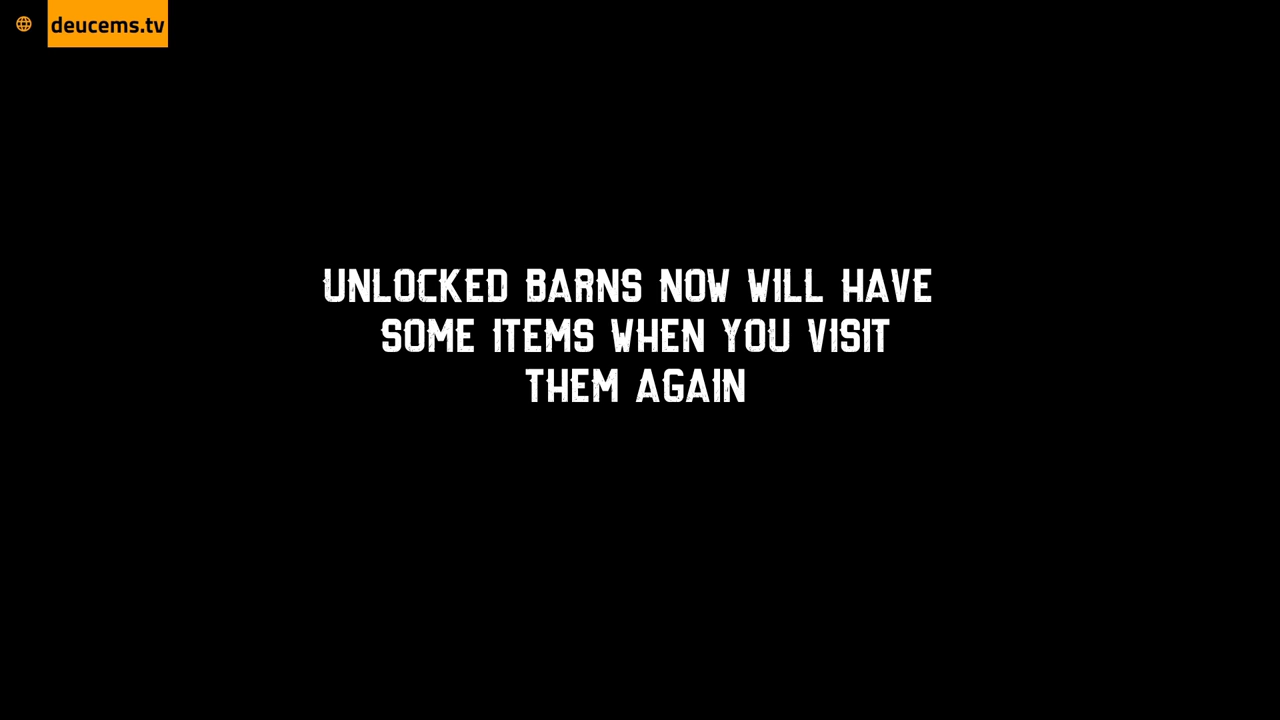 deucems.tv
UNLOCKED BARNS NOW WILL HAVE
SOME ITEMS WHEN YOU VISIT
THEM AGAIN